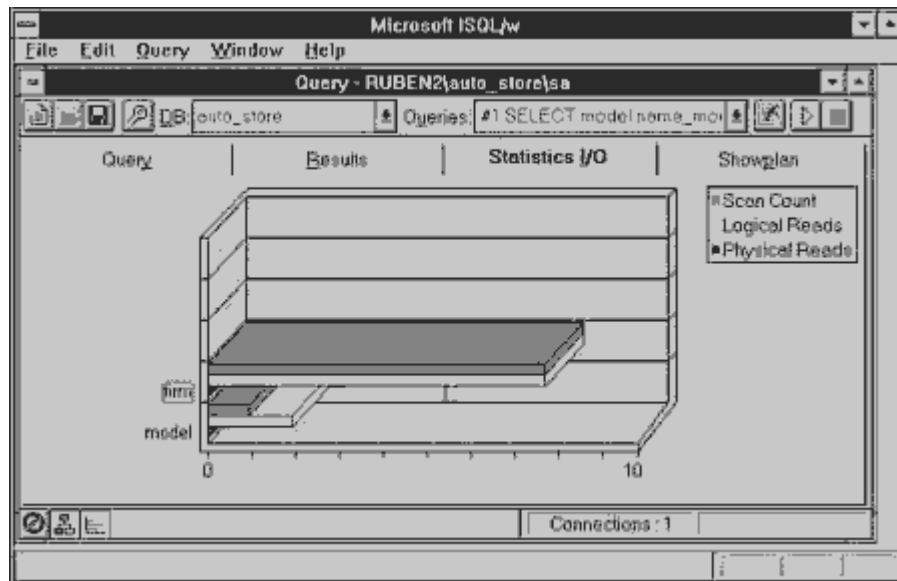 Microsoft ISQL/w
File Edit Query Window Help
Query - RUBEN2\auto_store\sa
DB: auto_store Queries: #1 SELECT model name_mo
Query Results Statistics I/O Showplan
Scan Count
Logical Reads
Physical Reads
firm
model
0 10
Connections : 1